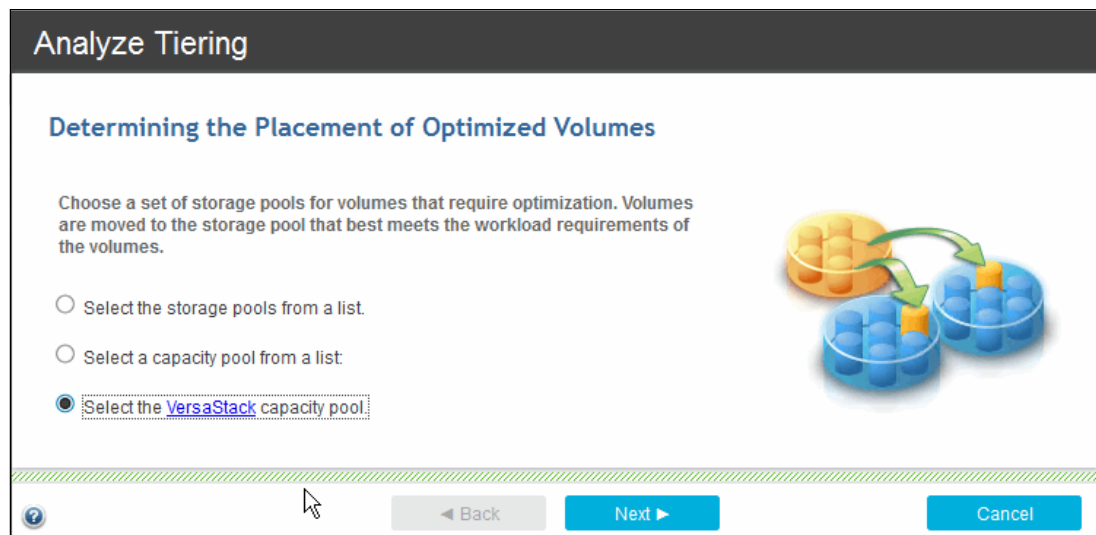 Analyze Tiering
Determining the Placement of Optimized Volumes
Choose a set of storage pools for volumes that require optimization. Volumes
are moved to the storage pool that best meets the workload requirements of
the volumes.
Select the storage pools from a list.
Select a capacity pool from a list:
Select the VersaStack capacity pool.
? ◄ Back Next ► Cancel